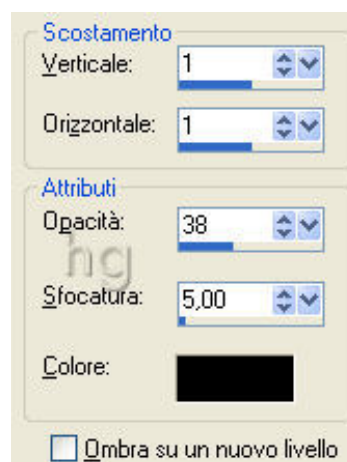 Scostamento
Verticale: 1
Orizzontale: 1
Attributi
Opacità: 38
hg
Sfocatura: 5,00
Colore:
Ombra su un nuovo livello